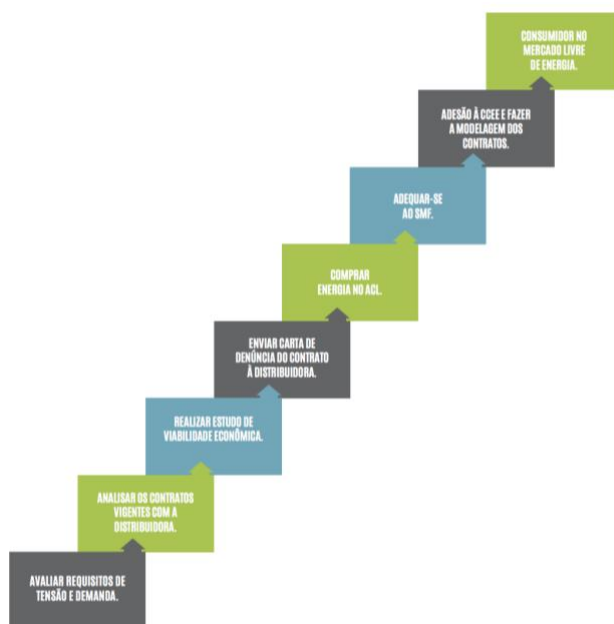 CONSUMIDOR NO
MERCADO LIVRE
DE ENERGIA.
ADESÃO À CCEE E FAZER
A MODELAGEM DOS
CONTRATOS.
ADEQUAR-SE
AO SMF.
COMPRAR
ENERGIA NO ACL.
ENVIAR CARTA DE
DENÚNCIA DO CONTRATO
À DISTRIBUIDORA.
REALIZAR ESTUDO DE
VIABILIDADE ECONÔMICA.
ANALISAR OS CONTRATOS
VIGENTES COM A
DISTRIBUIDORA.
AVALIAR REQUISITOS DE
TENSÃO E DEMANDA.